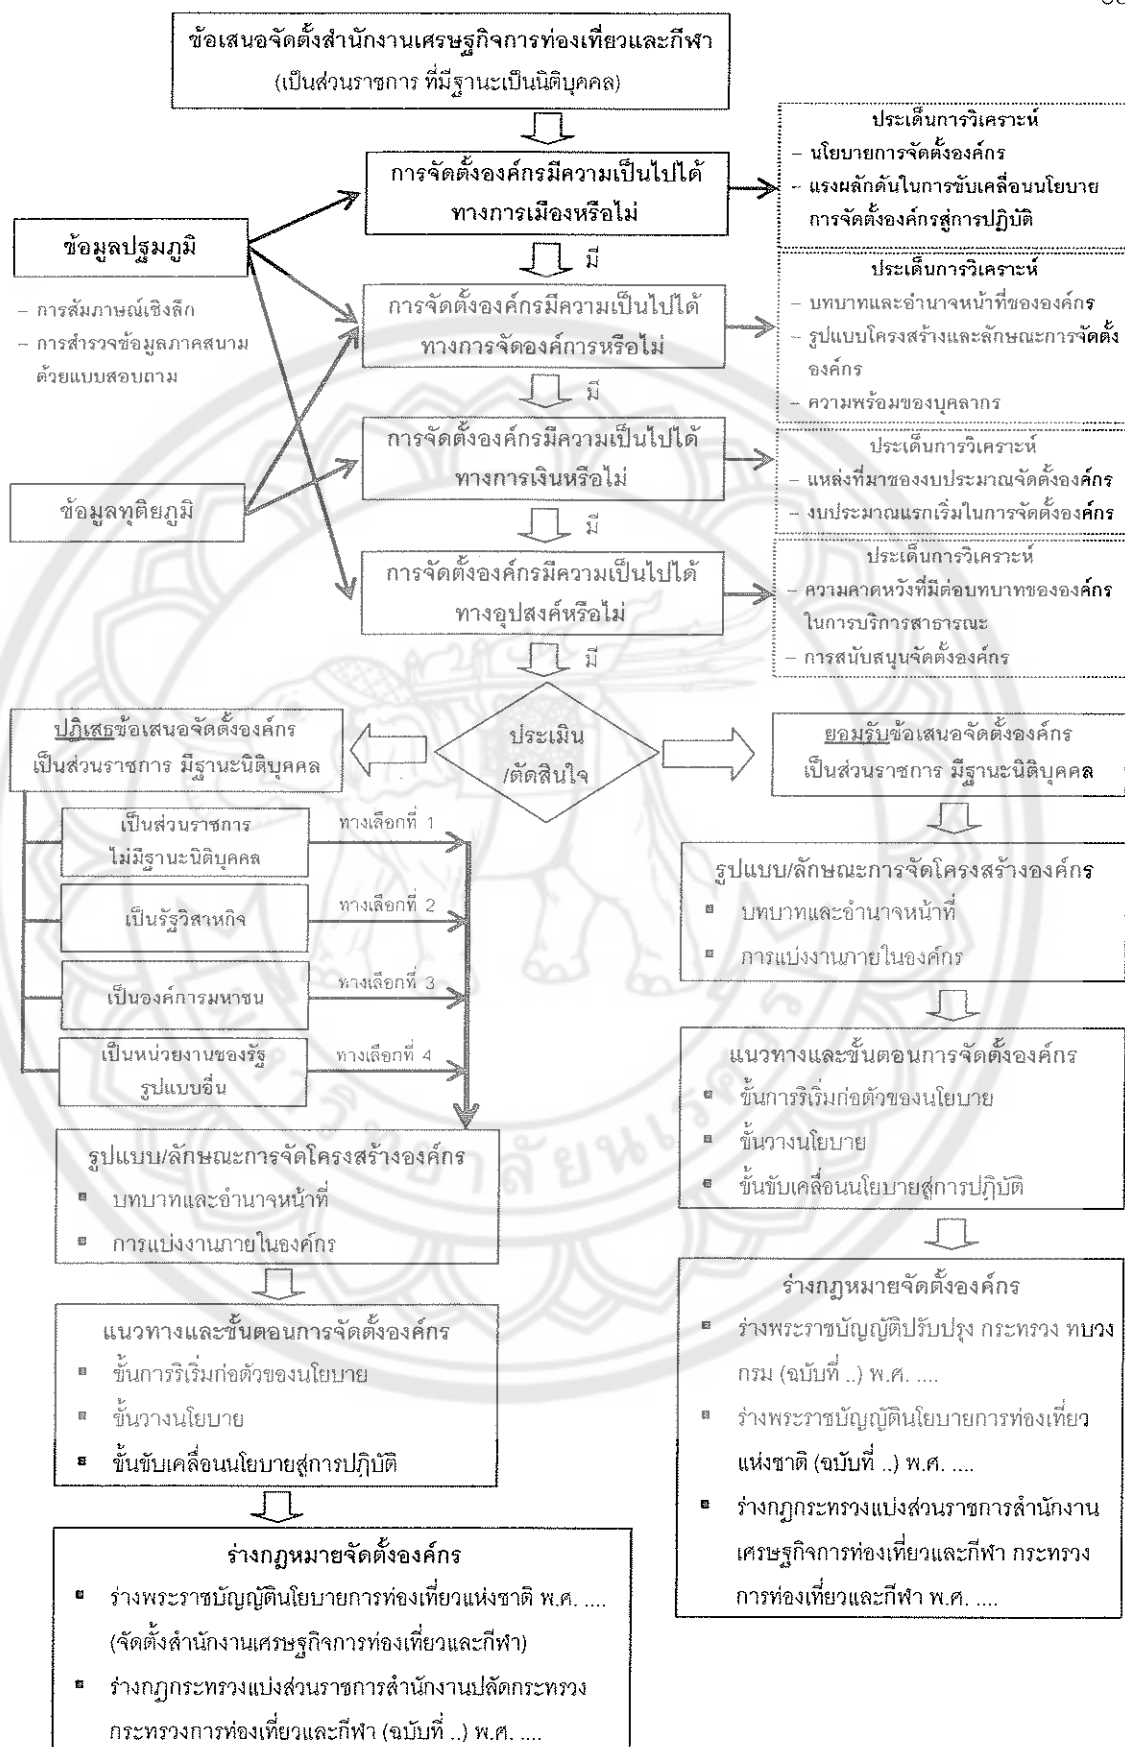 ข้อเสนอจัดตั้งสำนักงานเศรษฐกิจการท่องเที่ยวและกีฬา
(เป็นส่วนราชการ ที่มีฐานะเป็นนิติบุคคล)
การจัดตั้งองค์กรมีความเป็นไปได้
ทางการเมืองหรือไม่
ประเด็นการวิเคราะห์
– นโยบายการจัดตั้งองค์กร
– แรงผลักดันในการขับเคลื่อนนโยบาย
การจัดตั้งองค์กรสู่การปฏิบัติ
ข้อมูลปฐมภูมิ
– การสัมภาษณ์เชิงลึก
– การสำรวจข้อมูลภาคสนาม
ด้วยแบบสอบถาม
มี
การจัดตั้งองค์กรมีความเป็นไปได้
ทางการจัดองค์การหรือไม่
ประเด็นการวิเคราะห์
– บทบาทและอำนาจหน้าที่ขององค์กร
– รูปแบบโครงสร้างและลักษณะการจัดตั้ง
องค์กร
– ความพร้อมของบุคลากร
มี
การจัดตั้งองค์กรมีความเป็นไปได้
ทางการเงินหรือไม่
ประเด็นการวิเคราะห์
– แหล่งที่มาของงบประมาณจัดตั้งองค์กร
– งบประมาณแรกเริ่มในการจัดตั้งองค์กร
ข้อมูลทุติยภูมิ
มี
การจัดตั้งองค์กรมีความเป็นไปได้
ทางอุปสงค์หรือไม่
ประเด็นการวิเคราะห์
– ความคาดหวังที่มีต่อบทบาทขององค์กร
ในการบริการสาธารณะ
– การสนับสนุนจัดตั้งองค์กร
มี
ประเมิน
/ตัดสินใจ
ปฏิเสธข้อเสนอจัดตั้งองค์กร
เป็นส่วนราชการ มีฐานะนิติบุคคล
ยอมรับข้อเสนอจัดตั้งองค์กร
เป็นส่วนราชการ มีฐานะนิติบุคคล
เป็นส่วนราชการ
ไม่มีฐานะนิติบุคคล
ทางเลือกที่ 1
เป็นรัฐวิสาหกิจ
ทางเลือกที่ 2
เป็นองค์การมหาชน
ทางเลือกที่ 3
เป็นหน่วยงานของรัฐ
รูปแบบอื่น
ทางเลือกที่ 4
รูปแบบ/ลักษณะการจัดโครงสร้างองค์กร
▪ บทบาทและอำนาจหน้าที่
▪ การแบ่งงานภายในองค์กร
แนวทางและขั้นตอนการจัดตั้งองค์กร
▪ ขั้นการริเริ่มก่อตัวของนโยบาย
▪ ขั้นวางนโยบาย
▪ ขั้นขับเคลื่อนนโยบายสู่การปฏิบัติ
ร่างกฎหมายจัดตั้งองค์กร
▪ ร่างพระราชบัญญัตินโยบายการท่องเที่ยวแห่งชาติ พ.ศ. ....
(จัดตั้งสำนักงานเศรษฐกิจการท่องเที่ยวและกีฬา)
▪ ร่างกฎกระทรวงแบ่งส่วนราชการสำนักงานปลัดกระทรวง
กระทรวงการท่องเที่ยวและกีฬา (ฉบับที่ ..) พ.ศ. ....
รูปแบบ/ลักษณะการจัดโครงสร้างองค์กร
▪ บทบาทและอำนาจหน้าที่
▪ การแบ่งงานภายในองค์กร
แนวทางและขั้นตอนการจัดตั้งองค์กร
▪ ขั้นการริเริ่มก่อตัวของนโยบาย
▪ ขั้นวางนโยบาย
▪ ขั้นขับเคลื่อนนโยบายสู่การปฏิบัติ
ร่างกฎหมายจัดตั้งองค์กร
▪ ร่างพระราชบัญญัติปรับปรุง กระทรวง ทบวง
กรม (ฉบับที่ ..) พ.ศ. ....
▪ ร่างพระราชบัญญัตินโยบายการท่องเที่ยว
แห่งชาติ (ฉบับที่ ..) พ.ศ. ....
▪ ร่างกฎกระทรวงแบ่งส่วนราชการสำนักงาน
เศรษฐกิจการท่องเที่ยวและกีฬา กระทรวง
การท่องเที่ยวและกีฬา พ.ศ. ....